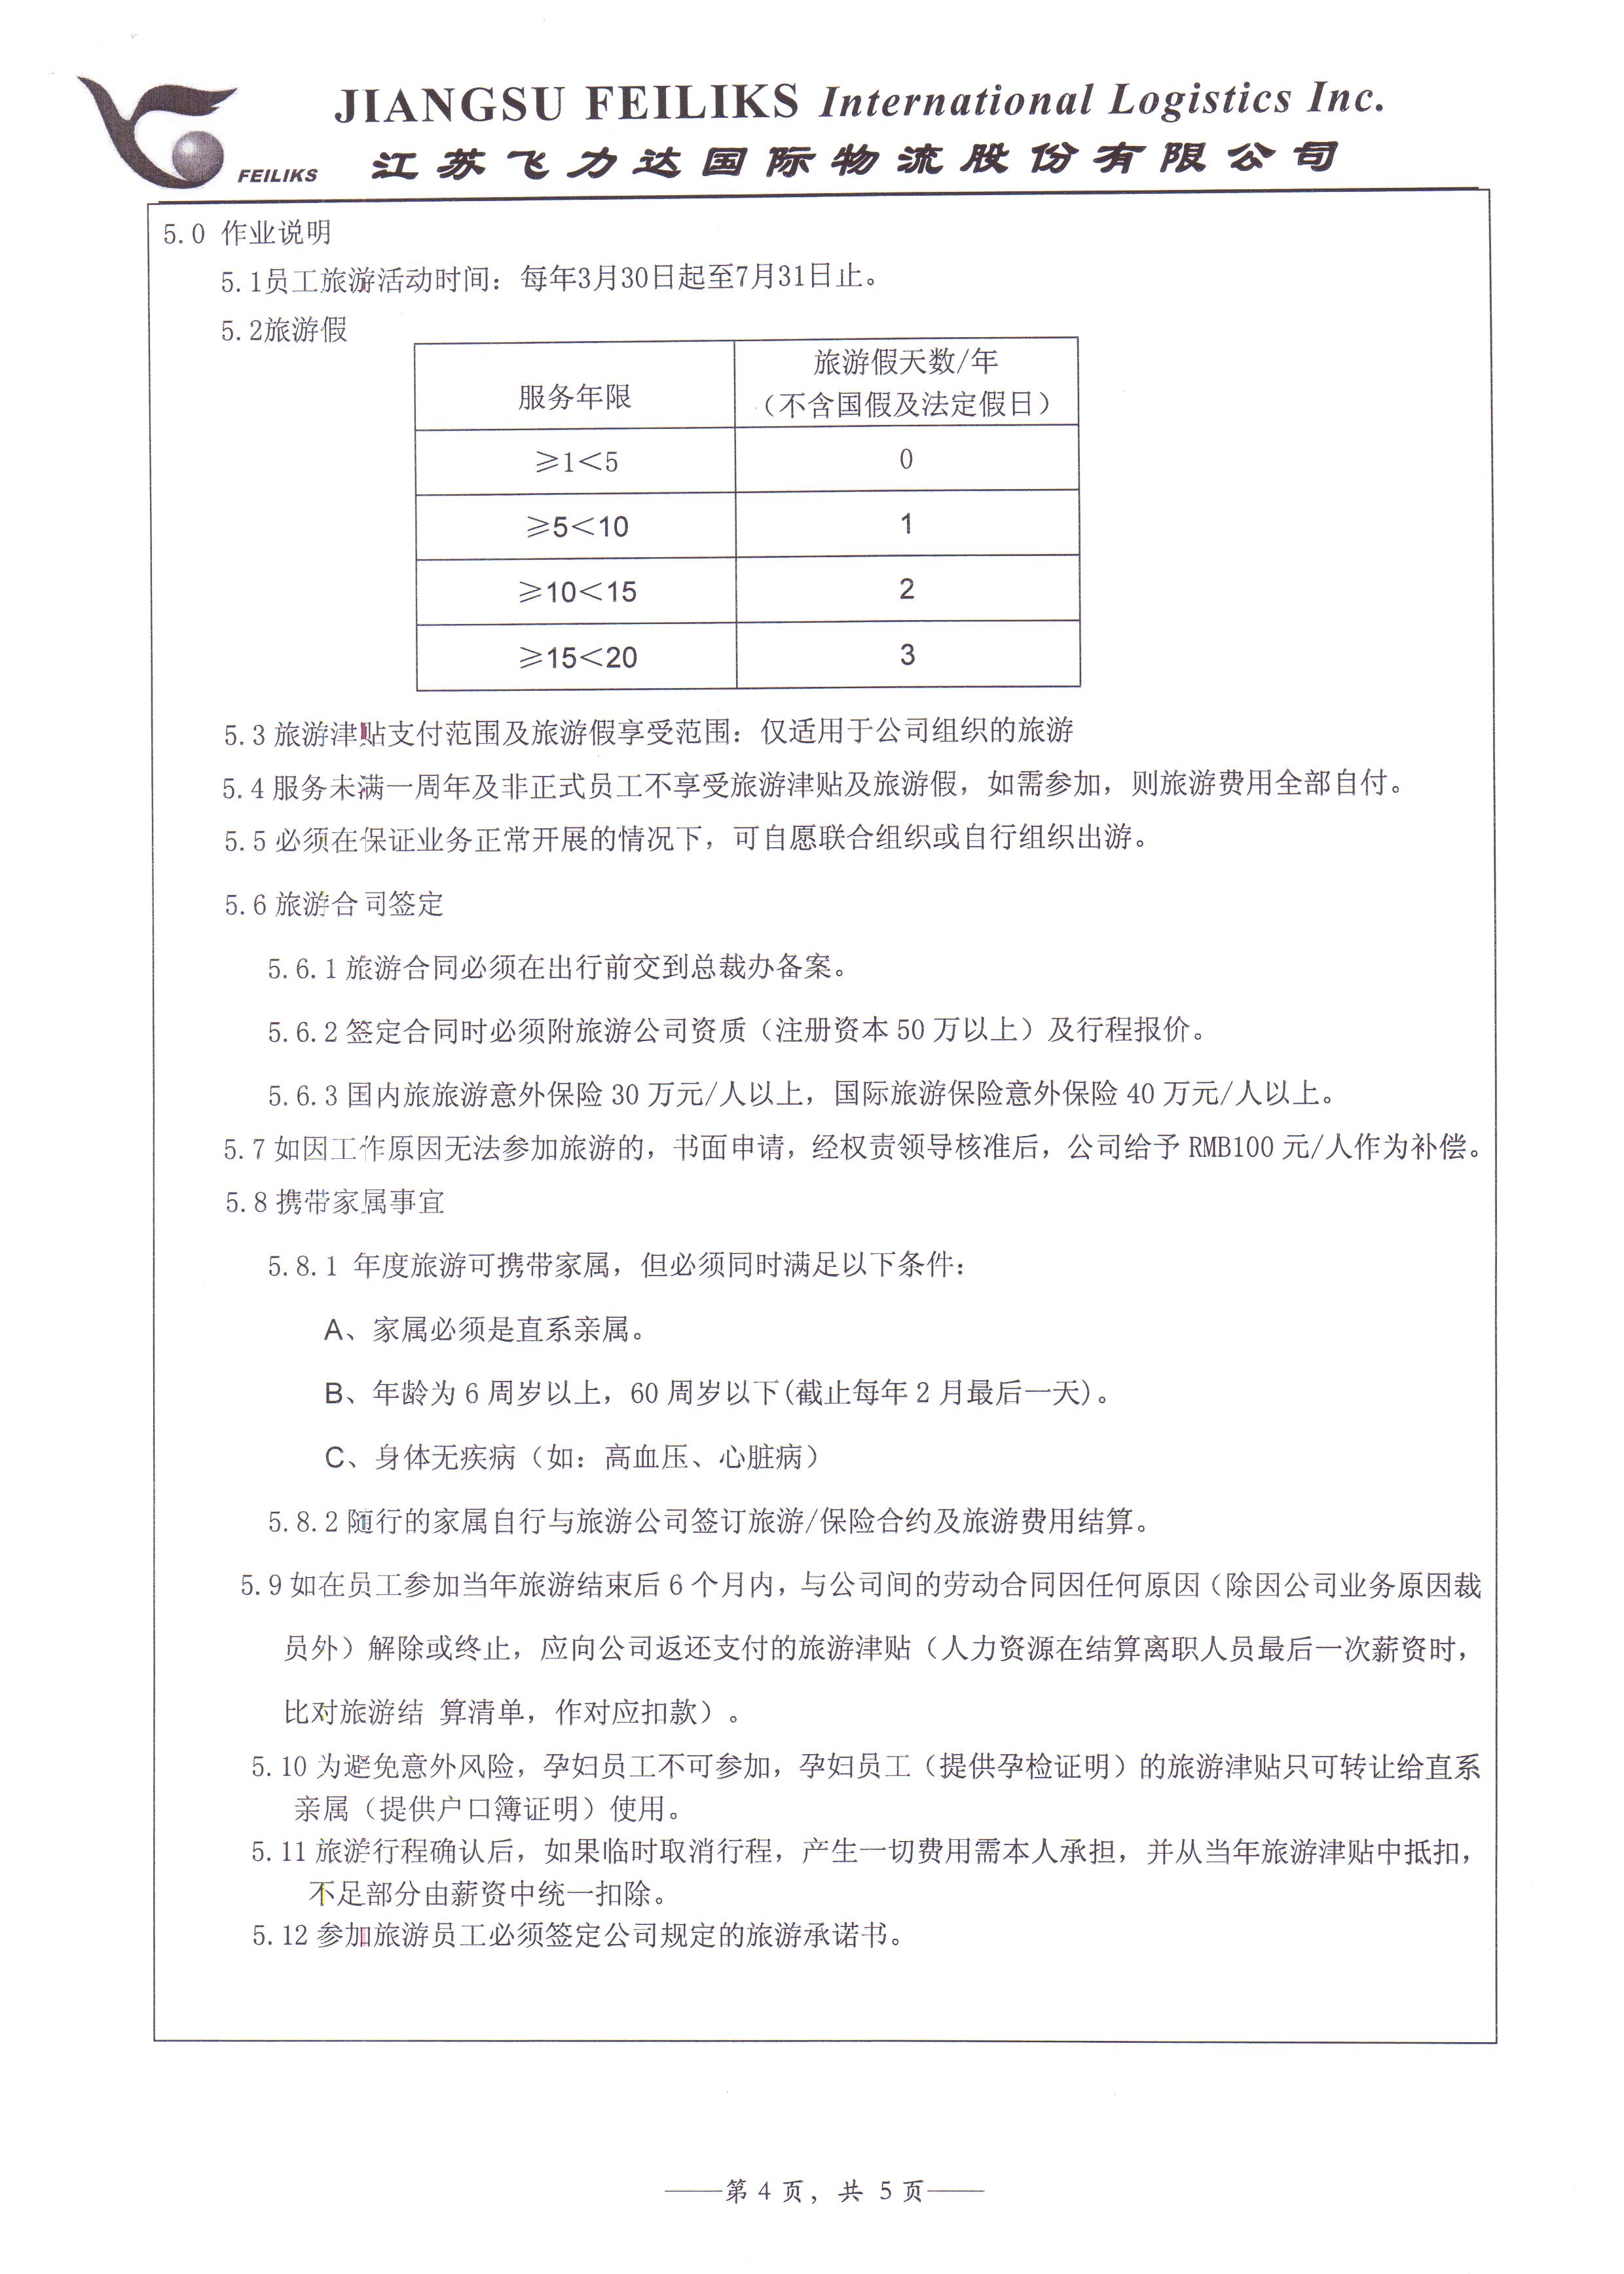 JIANGSU FEILIKS International Logistics Inc.
FEILIKS
江苏飞力达国际物流股份有限公司
5.0 作业说明
5.1员工旅游活动时间：每年3月30日起至7月31日止。
5.2旅游假
服务年限
旅游假天数/年
（不含国假及法定假日）
≥1＜5
0
≥5＜10
1
≥10＜15
2
≥15＜20
3
5.3 旅游津贴支付范围及旅游假享受范围：仅适用于公司组织的旅游
5.4 服务未满一周年及非正式员工不享受旅游津贴及旅游假，如需参加，则旅游费用全部自付。
5.5 必须在保证业务正常开展的情况下，可自愿联合组织或自行组织出游。
5.6 旅游合同签定
5.6.1 旅游合同必须在出行前交到总裁办备案。
5.6.2 签定合同时必须附旅游公司资质（注册资本 50 万以上）及行程报价。
5.6.3 国内旅旅游意外保险 30 万元/人以上，国际旅游保险意外保险 40 万元/人以上。
5.7 如因工作原因无法参加旅游的，书面申请，经权责领导核准后，公司给予 RMB100 元/人作为补偿。
5.8 携带家属事宜
5.8.1 年度旅游可携带家属，但必须同时满足以下条件：
A、家属必须是直系亲属。
B、年龄为 6 周岁以上，60 周岁以下(截止每年 2 月最后一天)。
C、身体无疾病（如：高血压、心脏病）
5.8.2 随行的家属自行与旅游公司签订旅游/保险合约及旅游费用结算。
5.9 如在员工参加当年旅游结束后 6 个月内，与公司间的劳动合同因任何原因（除因公司业务原因裁
员外）解除或终止，应向公司返还支付的旅游津贴（人力资源在结算离职人员最后一次薪资时，
比对旅游结 算清单，作对应扣款）。
5.10 为避免意外风险，孕妇员工不可参加，孕妇员工（提供孕检证明）的旅游津贴只可转让给直系
亲属（提供户口簿证明）使用。
5.11 旅游行程确认后，如果临时取消行程，产生一切费用需本人承担，并从当年旅游津贴中抵扣，
不足部分由薪资中统一扣除。
5.12 参加旅游员工必须签定公司规定的旅游承诺书。
——第 4 页，共 5 页——